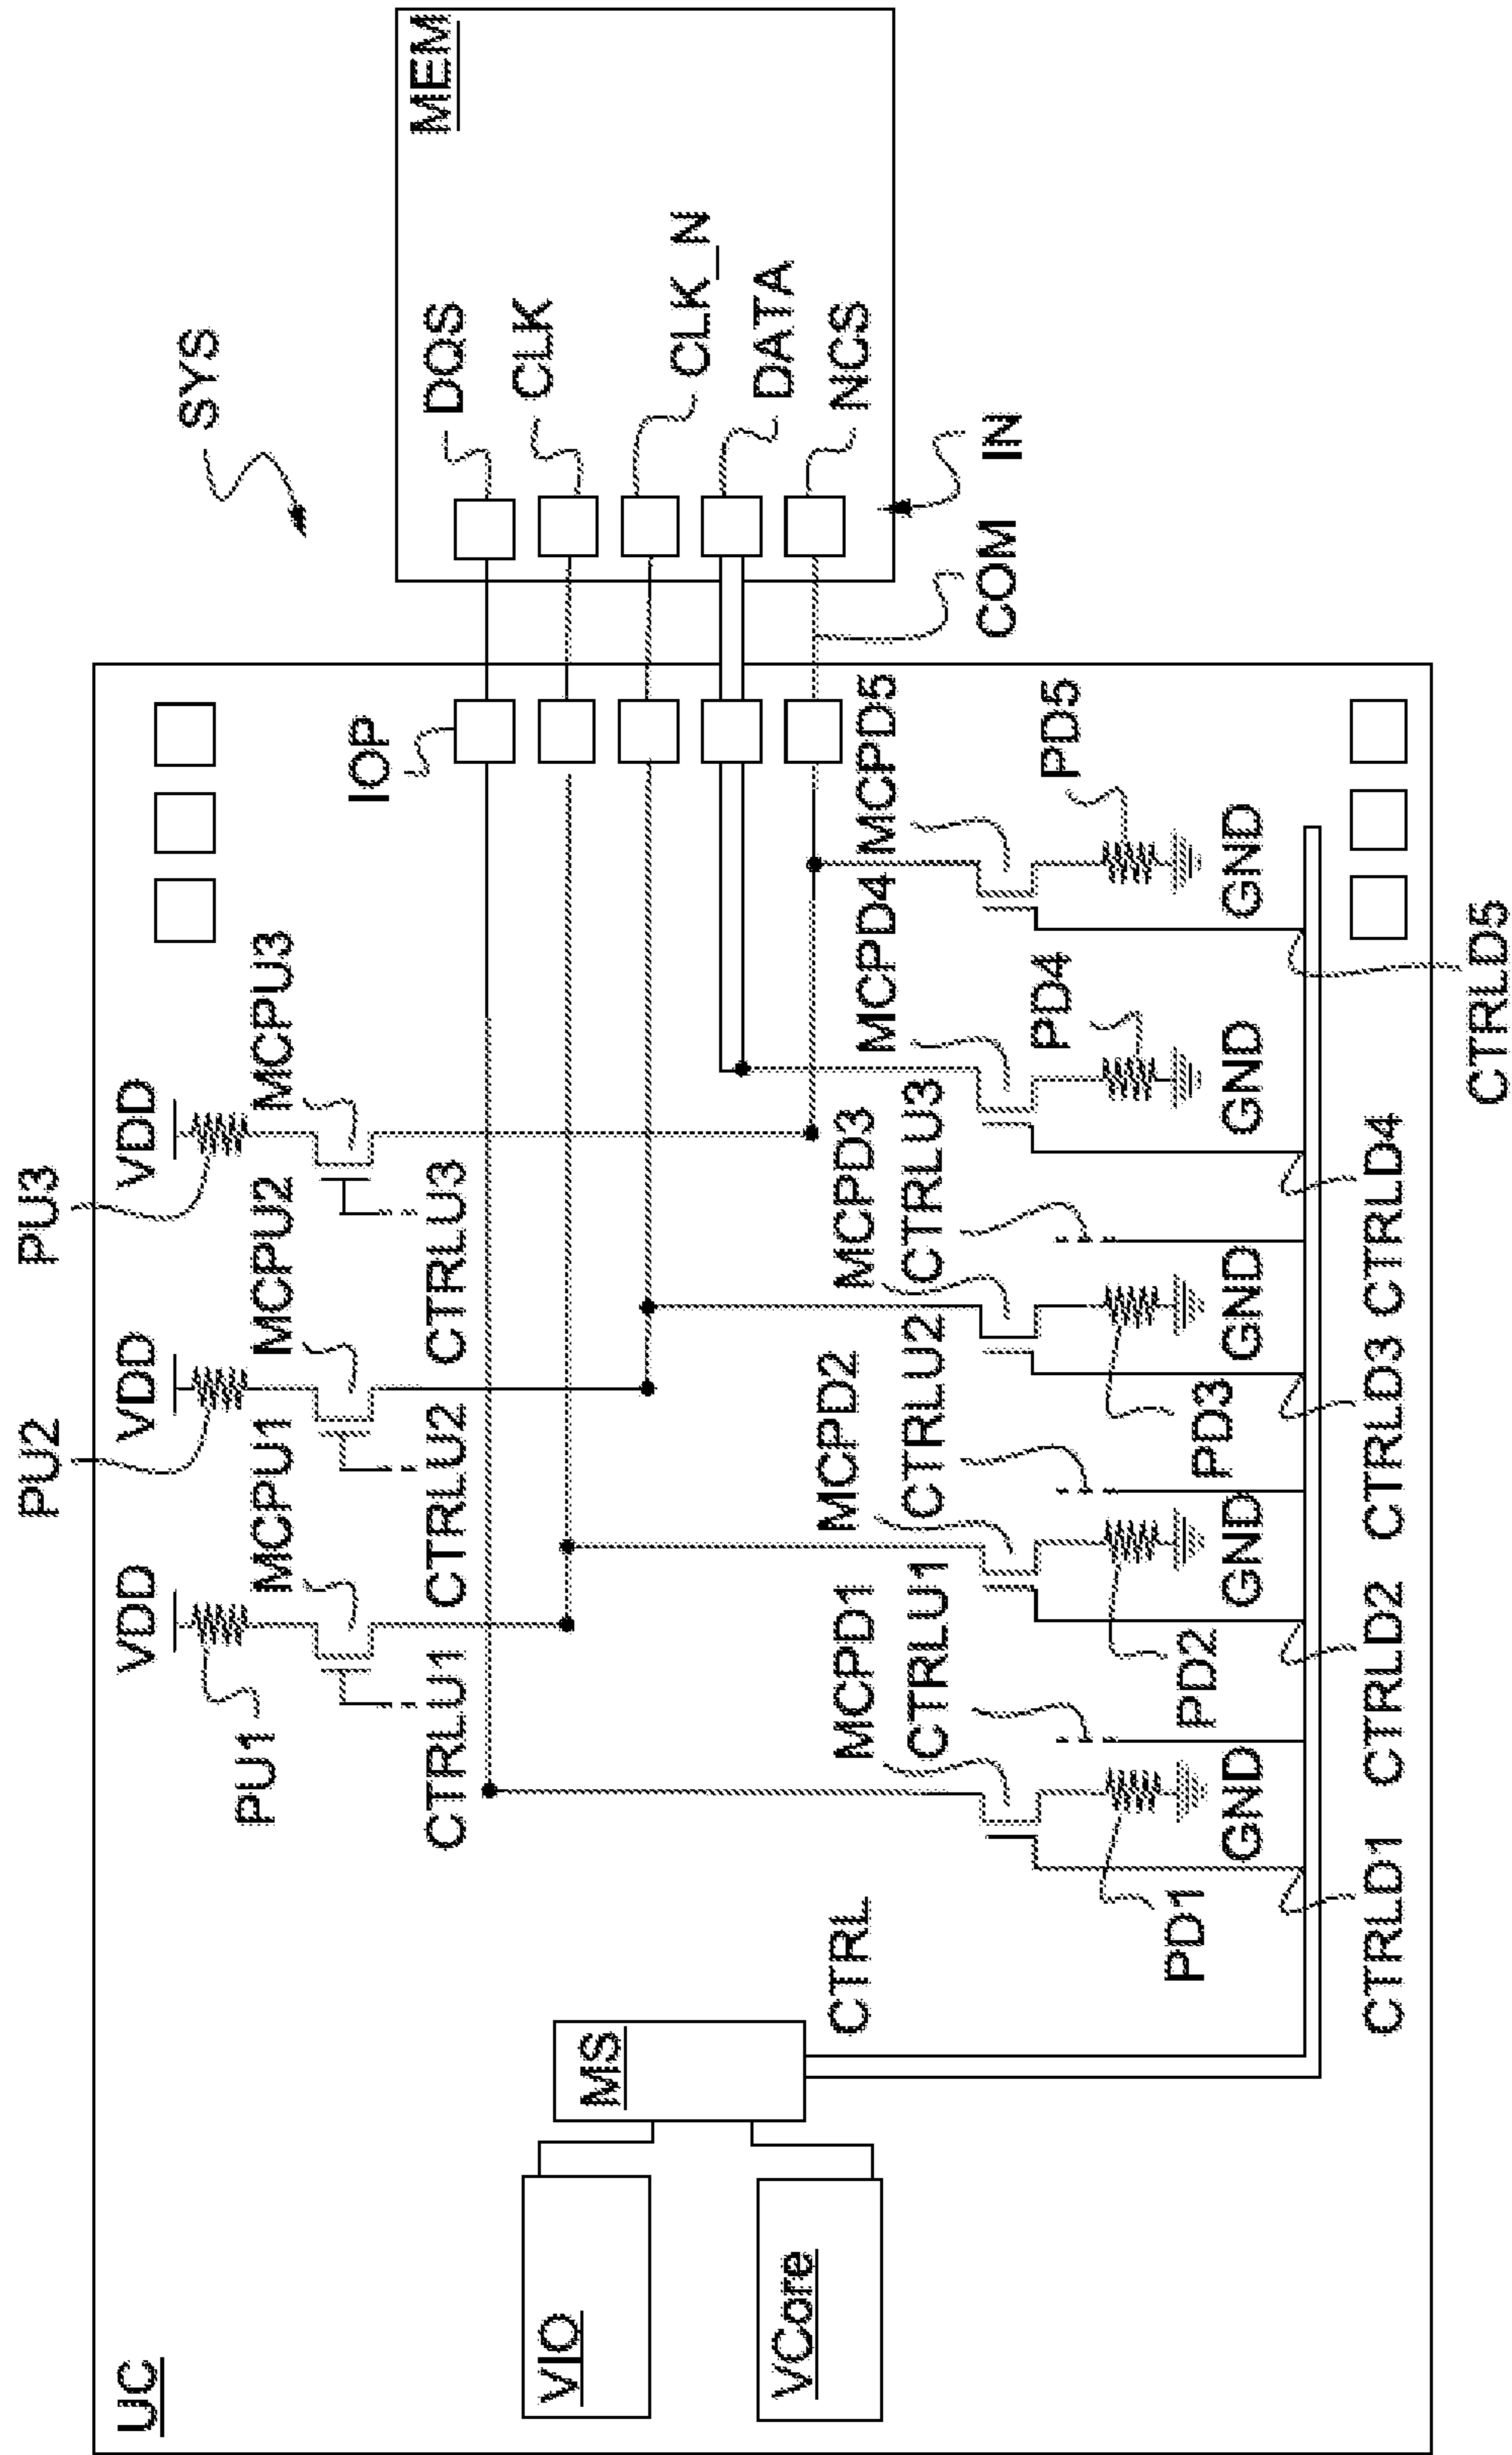 SYS
UC
MEM
PU1
PU2
PU3
VDD
VDD
VDD
MCPU1
MCPU2
MCPU3
IOP
CTRLU1
CTRLU2
CTRLU3
DQS
CLK
CLK_N
DATA
NCS
VIO
MS
VCore
CTRL
MCPD1
MCPD2
MCPD3
MCPD4
MCPD5
CTRLU1
CTRLU2
CTRLU3
COM
IN
PD1
PD2
PD3
PD4
PD5
GND
GND
GND
GND
GND
CTRLD1
CTRLD2
CTRLD3
CTRLD4
CTRLD5